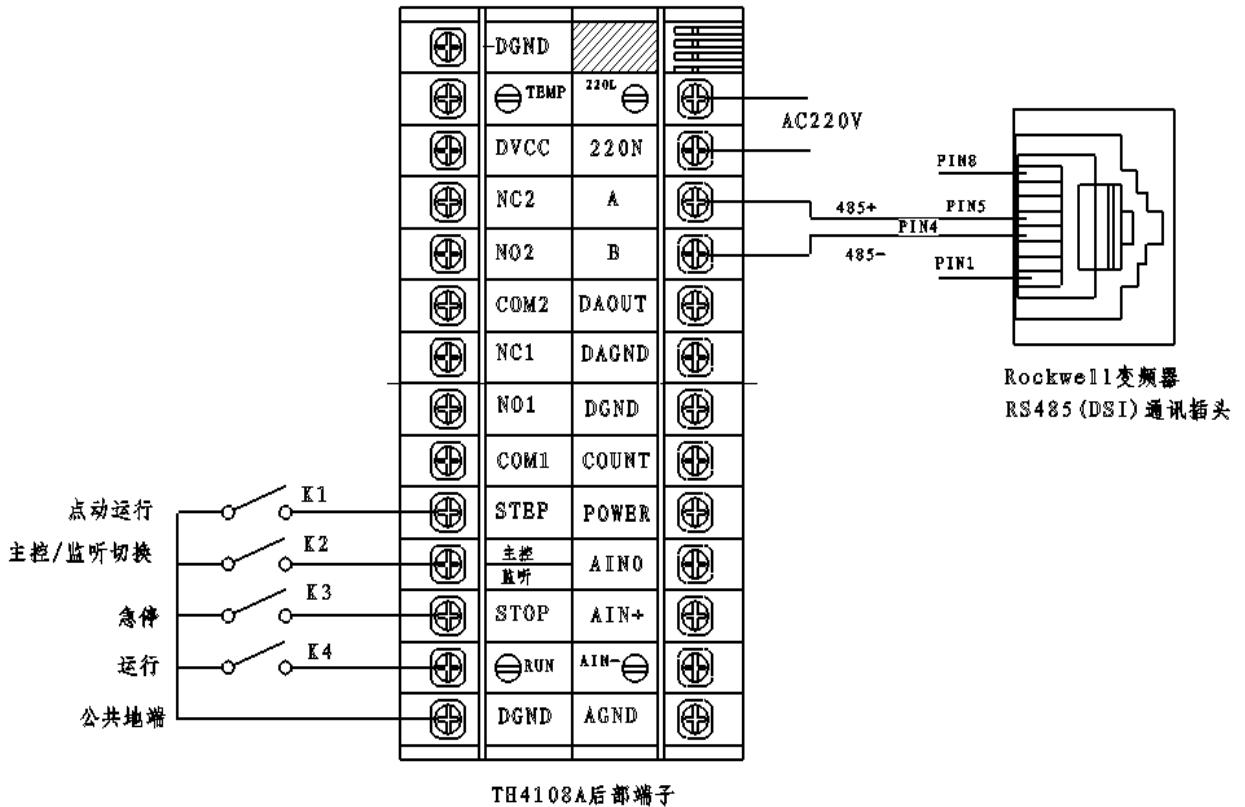 DGND
TEMP 220L
AC220V
DVCC 220N
PIN8
NC2 A
485+ PIN5
PIN4
NO2 B
485- PIN1
COM2 DAOUT
NC1 DAGND
Rockwell变频器
RS485(DSI)通讯插头
NO1 DGND
COM1 COUNT
点动运行 K1 STEP POWER
主控/监听切换 K2 主控 AIN0
监听
急停 K3 STOP AIN+
运行 K4 RUN AIN-
公共地端 DGND AGND
TH4108A后部端子